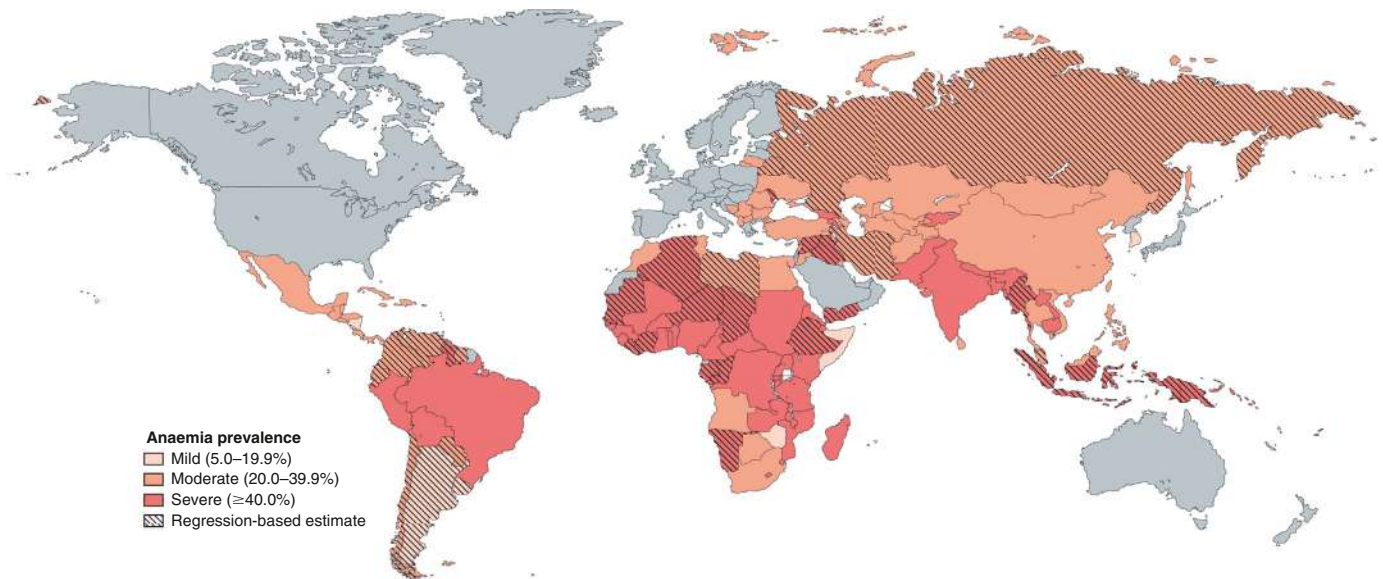 Anaemia prevalence
Mild (5.0–19.9%)
Moderate (20.0–39.9%)
Severe (≥40.0%)
Regression-based estimate